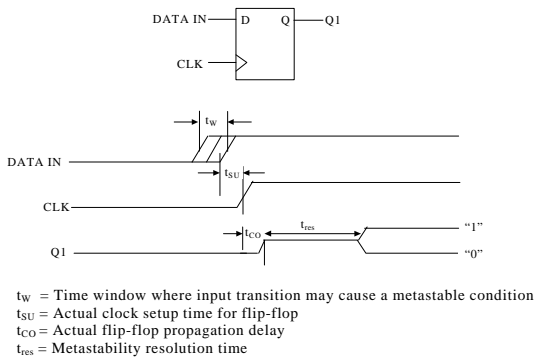 DATA IN
D Q
Q1
CLK
tW
DATA IN
tSU
CLK
tCO
tres
"1"
Q1
"0"
tW = Time window where input transition may cause a metastable condition
tSU = Actual clock setup time for flip-flop
tCO = Actual flip-flop propagation delay
tres = Metastability resolution time